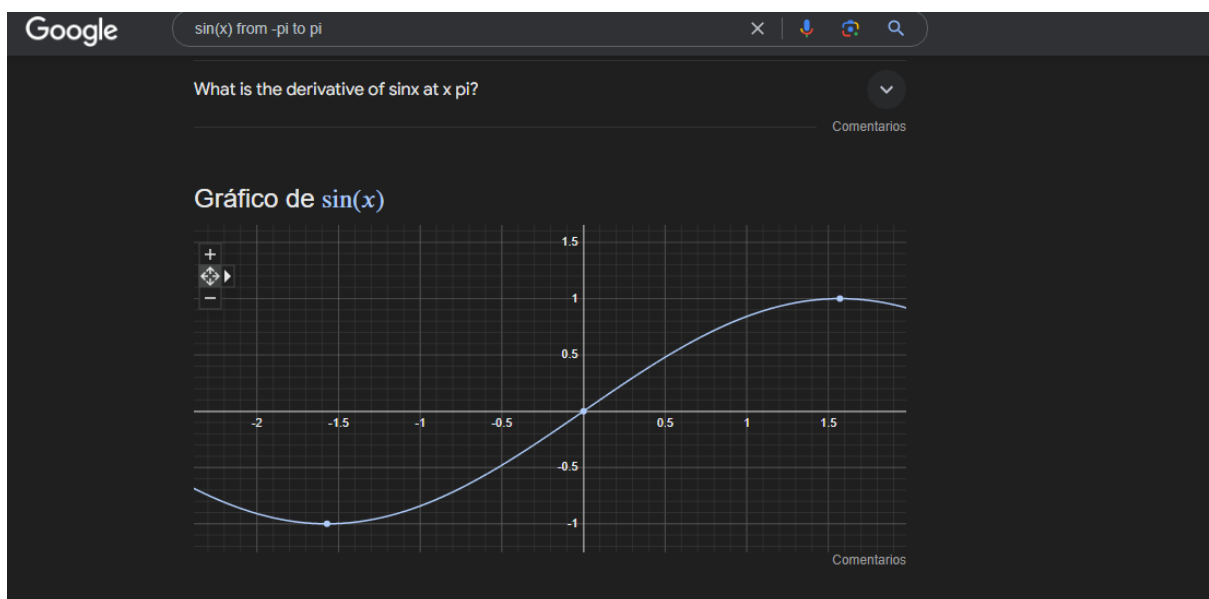 Google
sin(x) from -pi to pi
What is the derivative of sinx at x pi?
Comentarios
Gráfico de sin(x)
+
−
1.5
1
0.5
-2 -1.5 -1 -0.5 0.5 1 1.5
-0.5
-1
Comentarios